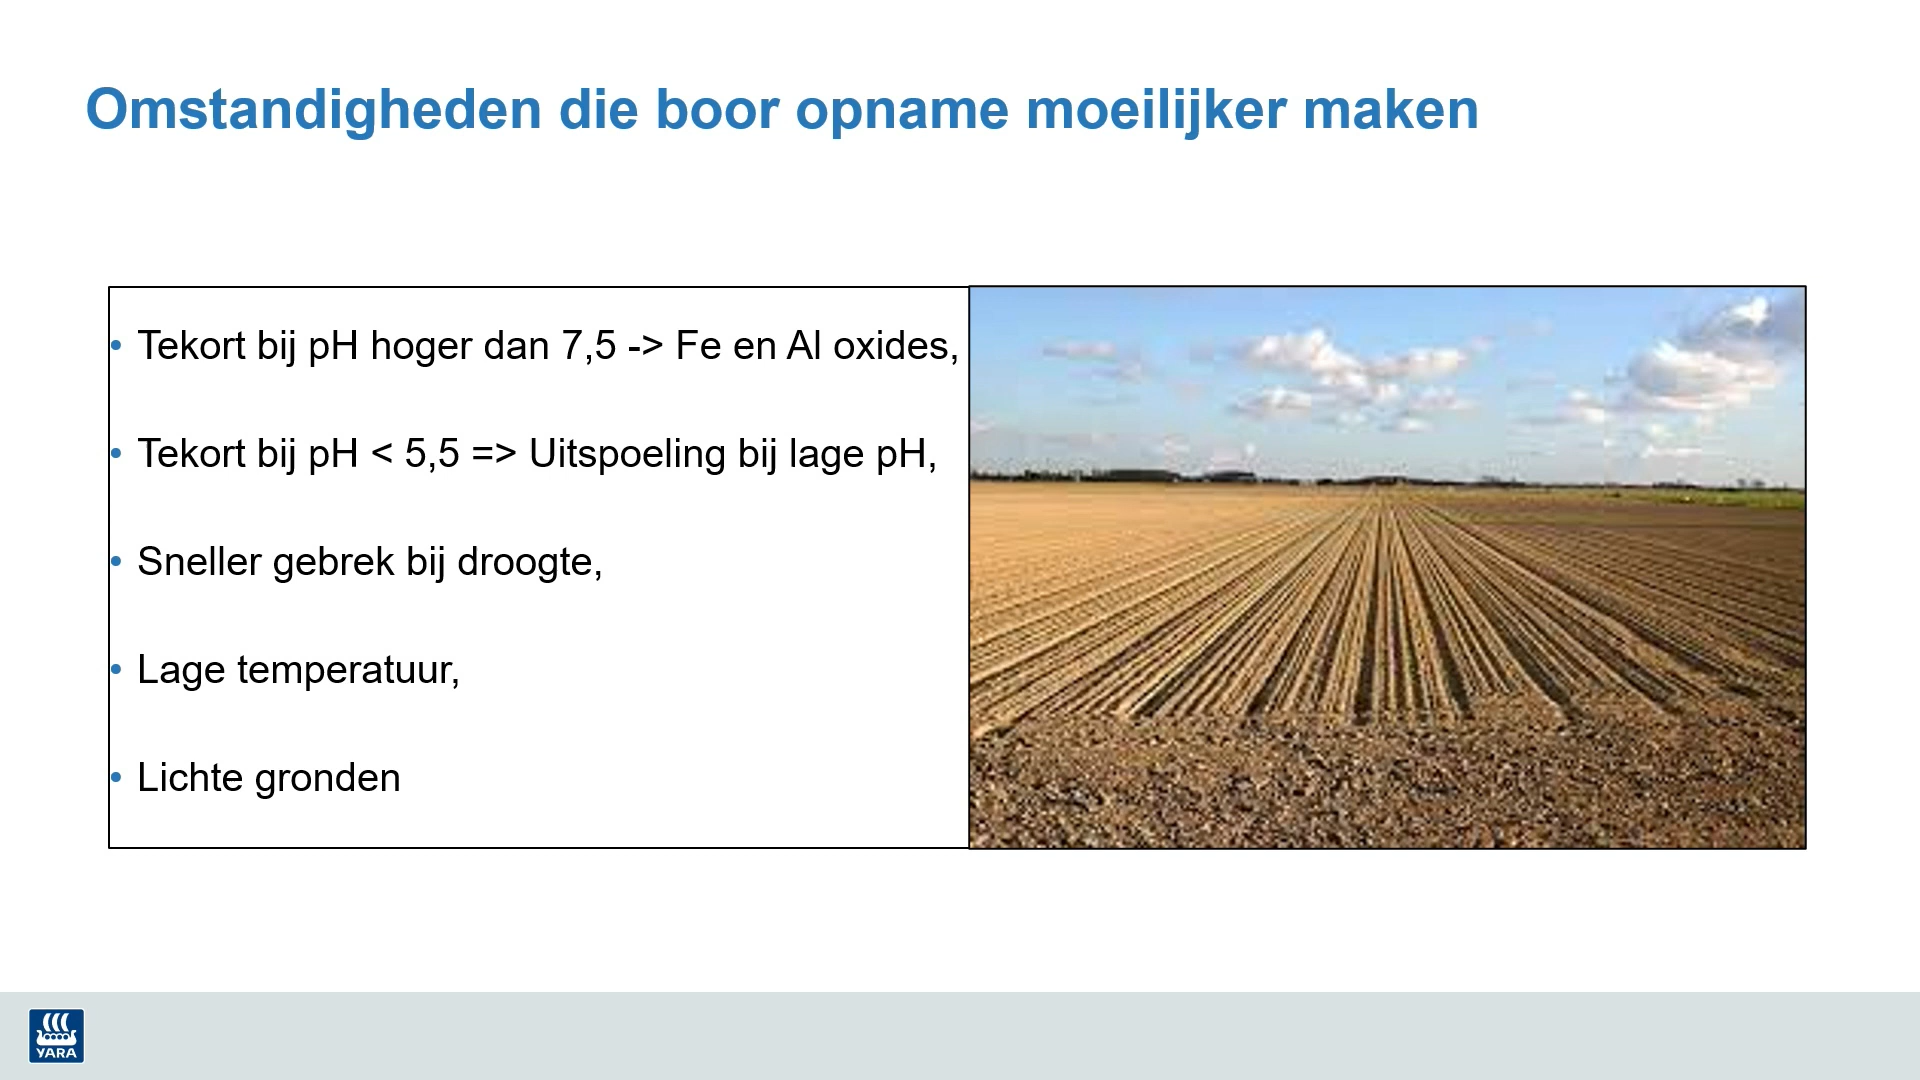 Omstandigheden die boor opname moeilijker maken
• Tekort bij pH hoger dan 7,5 -> Fe en Al oxides,
• Tekort bij pH < 5,5 => Uitspoeling bij lage pH,
• Sneller gebrek bij droogte,
• Lage temperatuur,
• Lichte gronden
YARA